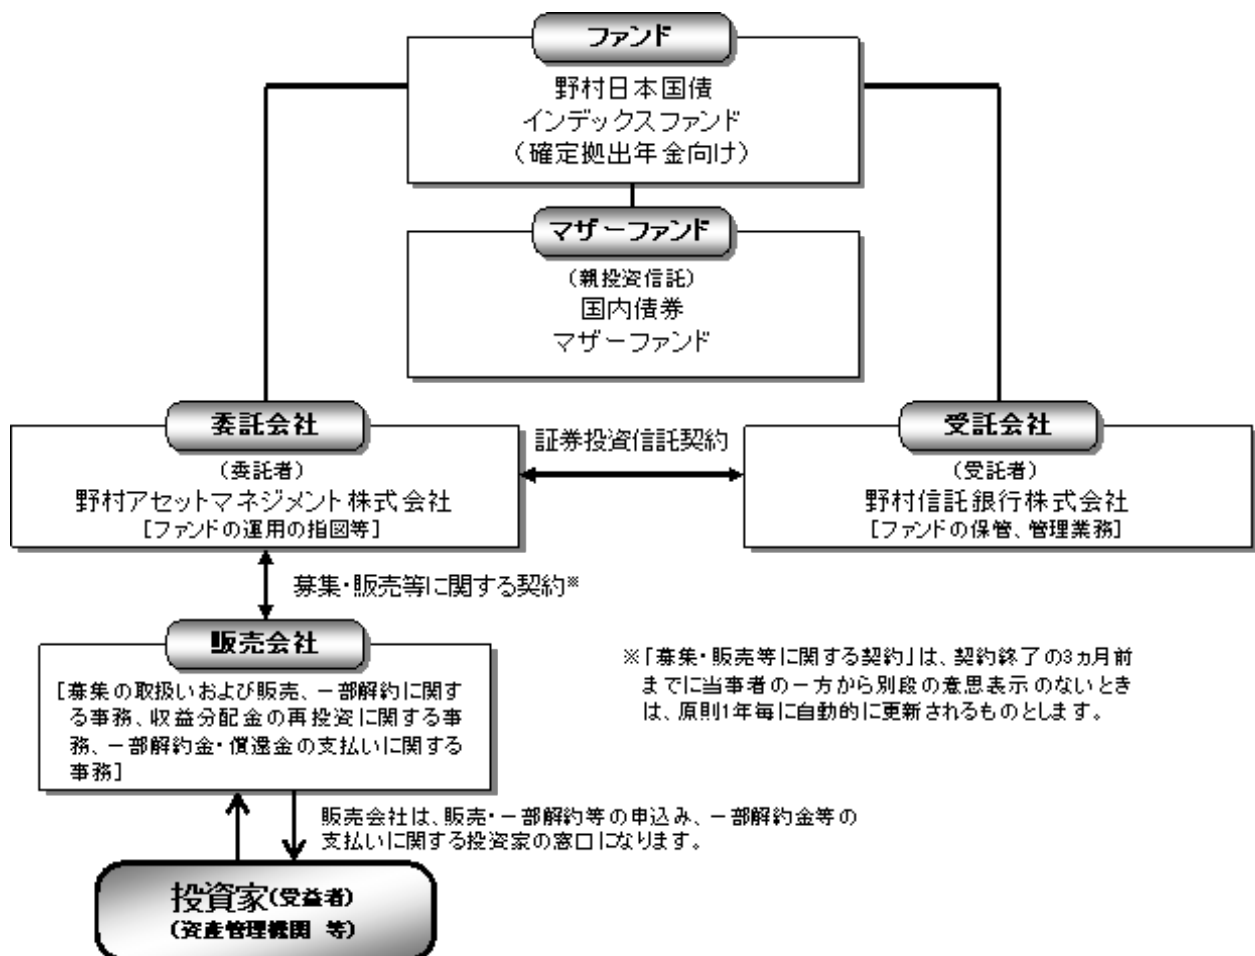 ファンド
野村日本国債
インデックスファンド
（確定拠出年金向け）
マザーファンド
（親投資信託）
国内債券
マザーファンド
委託会社
（委託者）
野村アセットマネジメント株式会社
［ファンドの運用の指図等］
証券投資信託契約
受託会社
（受託者）
野村信託銀行株式会社
［ファンドの保管、管理業務］
募集・販売等に関する契約※
販売会社
［募集の取扱いおよび販売、一部解約に関す
る事務、収益分配金の再投資に関する事
務、一部解約金・償還金の支払いに関する
事務］
※「募集・販売等に関する契約」は、契約終了の3ヵ月前
までに当事者の一方から別段の意思表示のないとき
は、原則1年毎に自動的に更新されるものとします。
販売会社は、販売・一部解約等の申込み、一部解約金等の
支払いに関する投資家の窓口になります。
投資家（受益者）
（資産管理機関 等）